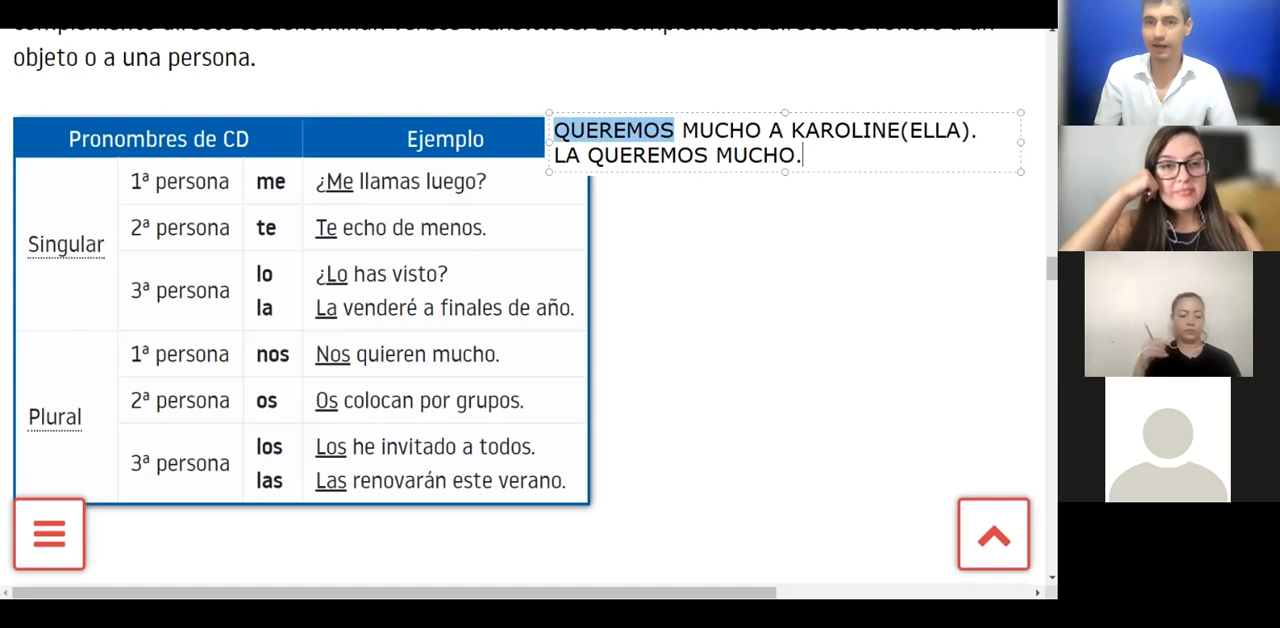 objeto o a una persona.
Pronombres de CD Ejemplo
QUEREMOS MUCHO A KAROLINE(ELLA).
LA QUEREMOS MUCHO.
Singular
1ª persona me ¿Me llamas luego?
2ª persona te Te echo de menos.
3ª persona
lo ¿Lo has visto?
la La venderé a finales de año.
Plural
1ª persona nos Nos quieren mucho.
2ª persona os Os colocan por grupos.
3ª persona
los Los he invitado a todos.
las Las renovarán este verano.